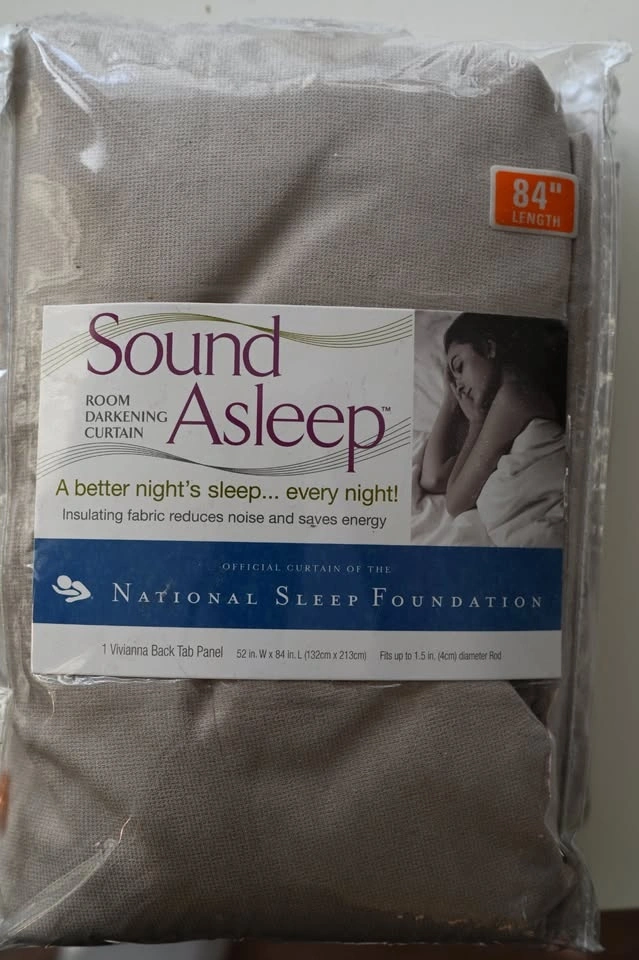 84"
LENGTH
Sound
Asleep™
ROOM
DARKENING
CURTAIN
A better night's sleep... every night!
Insulating fabric reduces noise and saves energy
OFFICIAL CURTAIN OF THE
NATIONAL SLEEP FOUNDATION
1 Vivianna Back Tab Panel 52 in. W x 84 in. L (132cm x 213cm) Fits up to 1.5 in. (4cm) diameter Rod